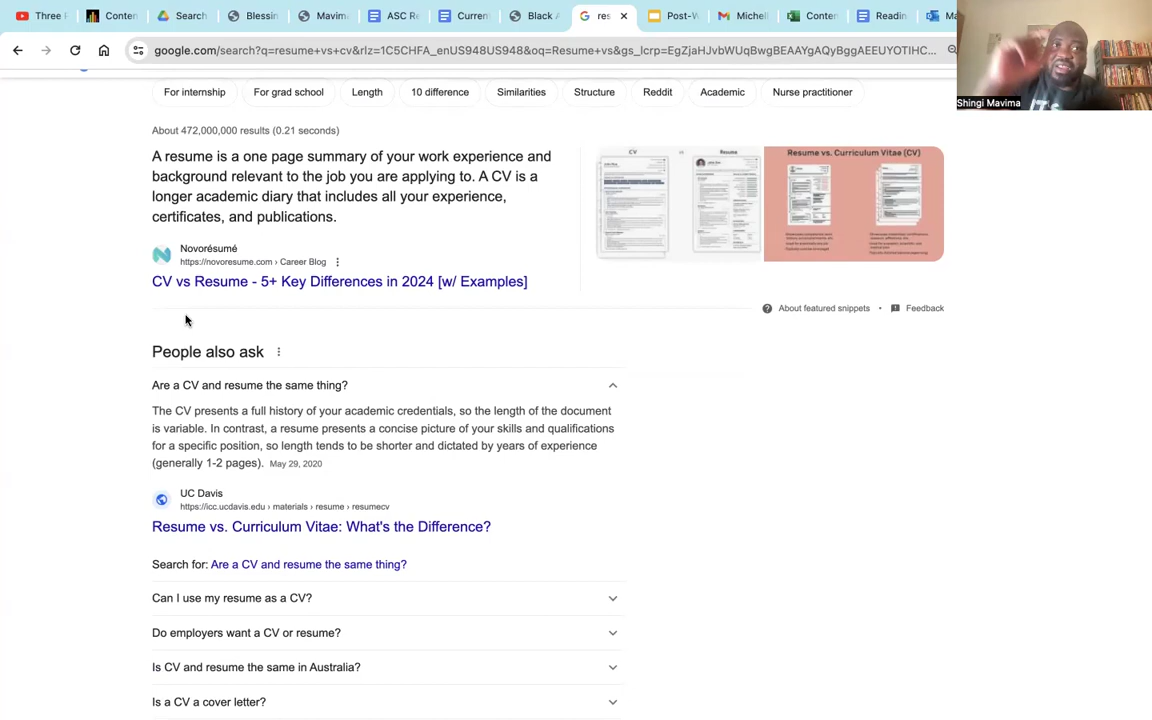 Three F
Conten
Search
Blessin
Mavima
ASC R
Current
Black A
res
Post-W
Michell
Conten
Readin
Ma
google.com/search?q=resume+vs+cv&rlz=1C5CHFA_enUS948US948&oq=Resume+vs&gs_lcrp=EgZjaHJvbWUqBwgBEAAYgAQyBggAEEUYOTIHC...
For internship
For grad school
Length
10 difference
Similarities
Structure
Reddit
Academic
Nurse practitioner
Shingi Mavima
About 472,000,000 results (0.21 seconds)
A resume is a one page summary of your work experience and
background relevant to the job you are applying to. A CV is a
longer academic diary that includes all your experience,
certificates, and publications.
CV
vs
Resume
Resume vs. Curriculum Vitae (CV)
Novorésumé
https://novoresume.com › Career Blog
CV vs Resume - 5+ Key Differences in 2024 [w/ Examples]
About featured snippets
•
Feedback
People also ask
Are a CV and resume the same thing?
The CV presents a full history of your academic credentials, so the length of the document
is variable. In contrast, a resume presents a concise picture of your skills and qualifications
for a specific position, so length tends to be shorter and dictated by years of experience
(generally 1-2 pages). May 29, 2020
UC Davis
https://icc.ucdavis.edu › materials › resume › resumecv
Resume vs. Curriculum Vitae: What's the Difference?
Search for: Are a CV and resume the same thing?
Can I use my resume as a CV?
Do employers want a CV or resume?
Is CV and resume the same in Australia?
Is a CV a cover letter?